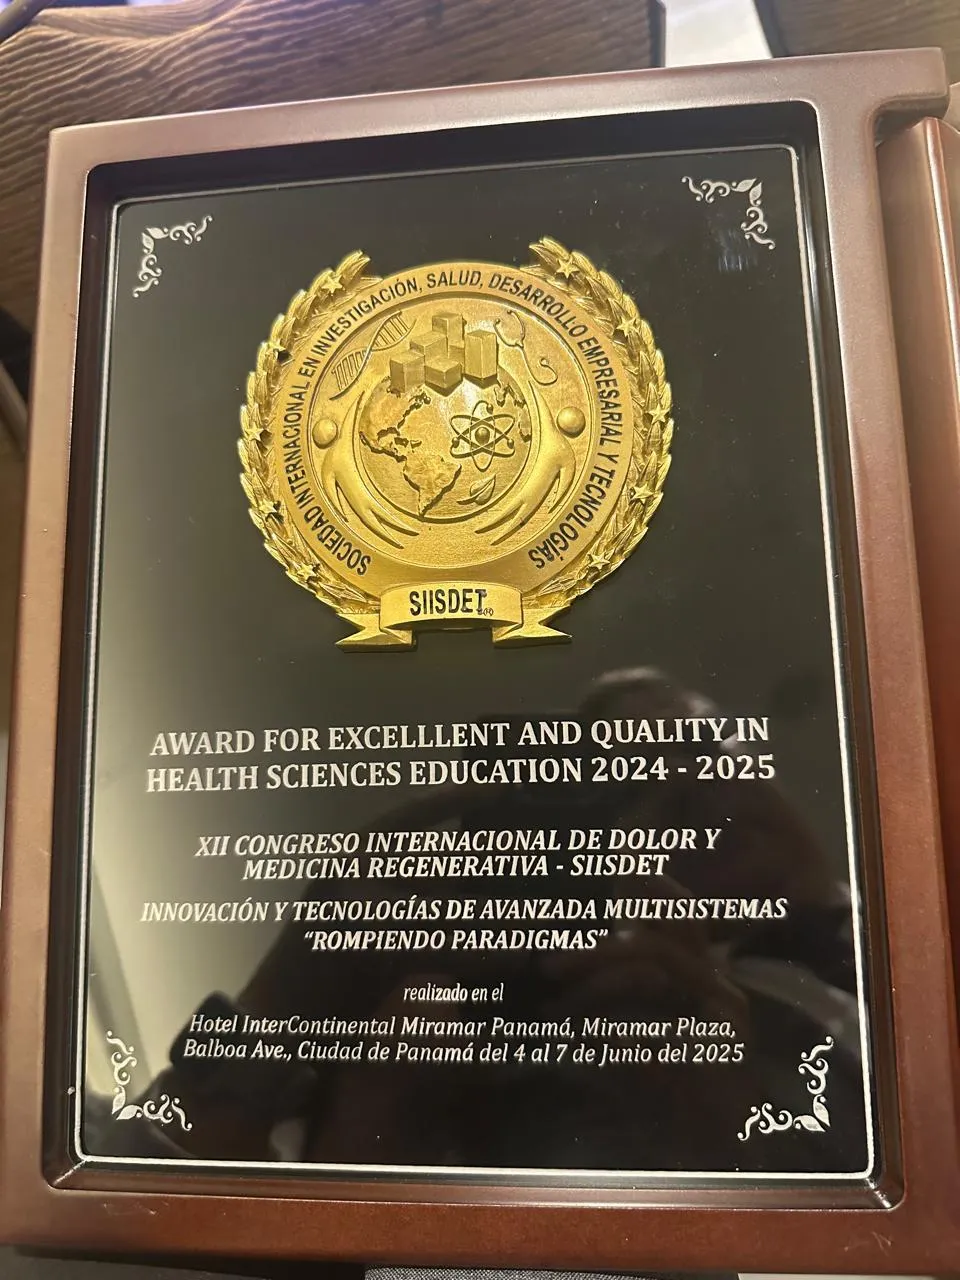 SOCIEDAD INTERNACIONAL EN INVESTIGACIÓN, SALUD, DESARROLLO EMPRESARIAL Y TECNOLOGÍAS
SIISDET
AWARD FOR EXCELLLENT AND QUALITY IN
HEALTH SCIENCES EDUCATION 2024 - 2025
XII CONGRESO INTERNACIONAL DE DOLOR Y
MEDICINA REGENERATIVA - SIISDET
INNOVACIÓN Y TECNOLOGÍAS DE AVANZADA MULTISISTEMAS
“ROMPIENDO PARADIGMAS”
realizado en el
Hotel InterContinental Miramar Panamá, Miramar Plaza,
Balboa Ave., Ciudad de Panamá del 4 al 7 de Junio del 2025